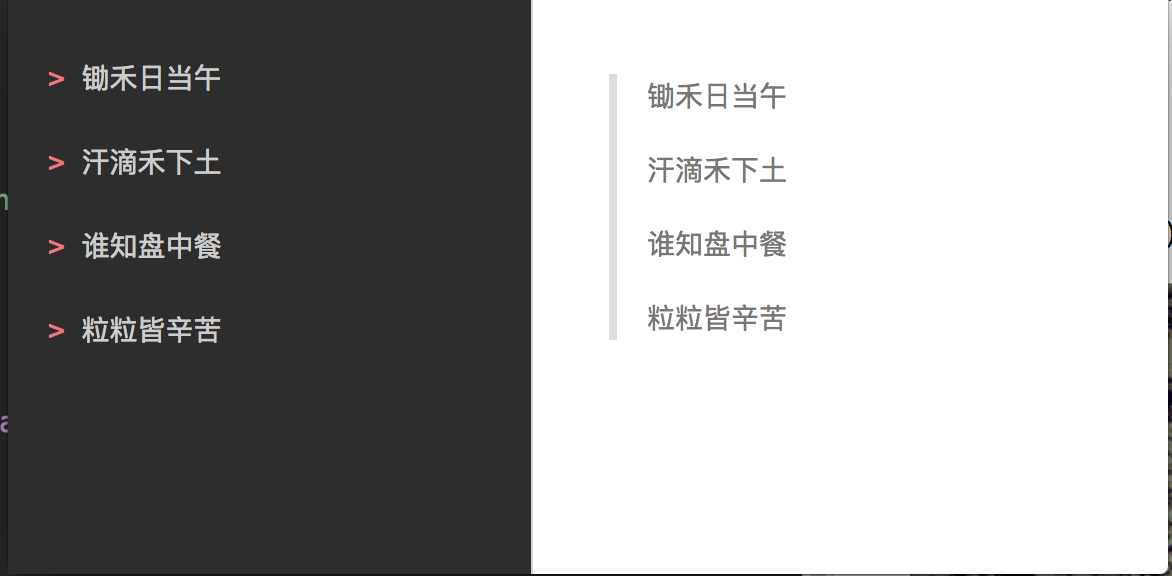 > 锄禾日当午
> 汗滴禾下土
> 谁知盘中餐
> 粒粒皆辛苦
锄禾日当午
汗滴禾下土
谁知盘中餐
粒粒皆辛苦